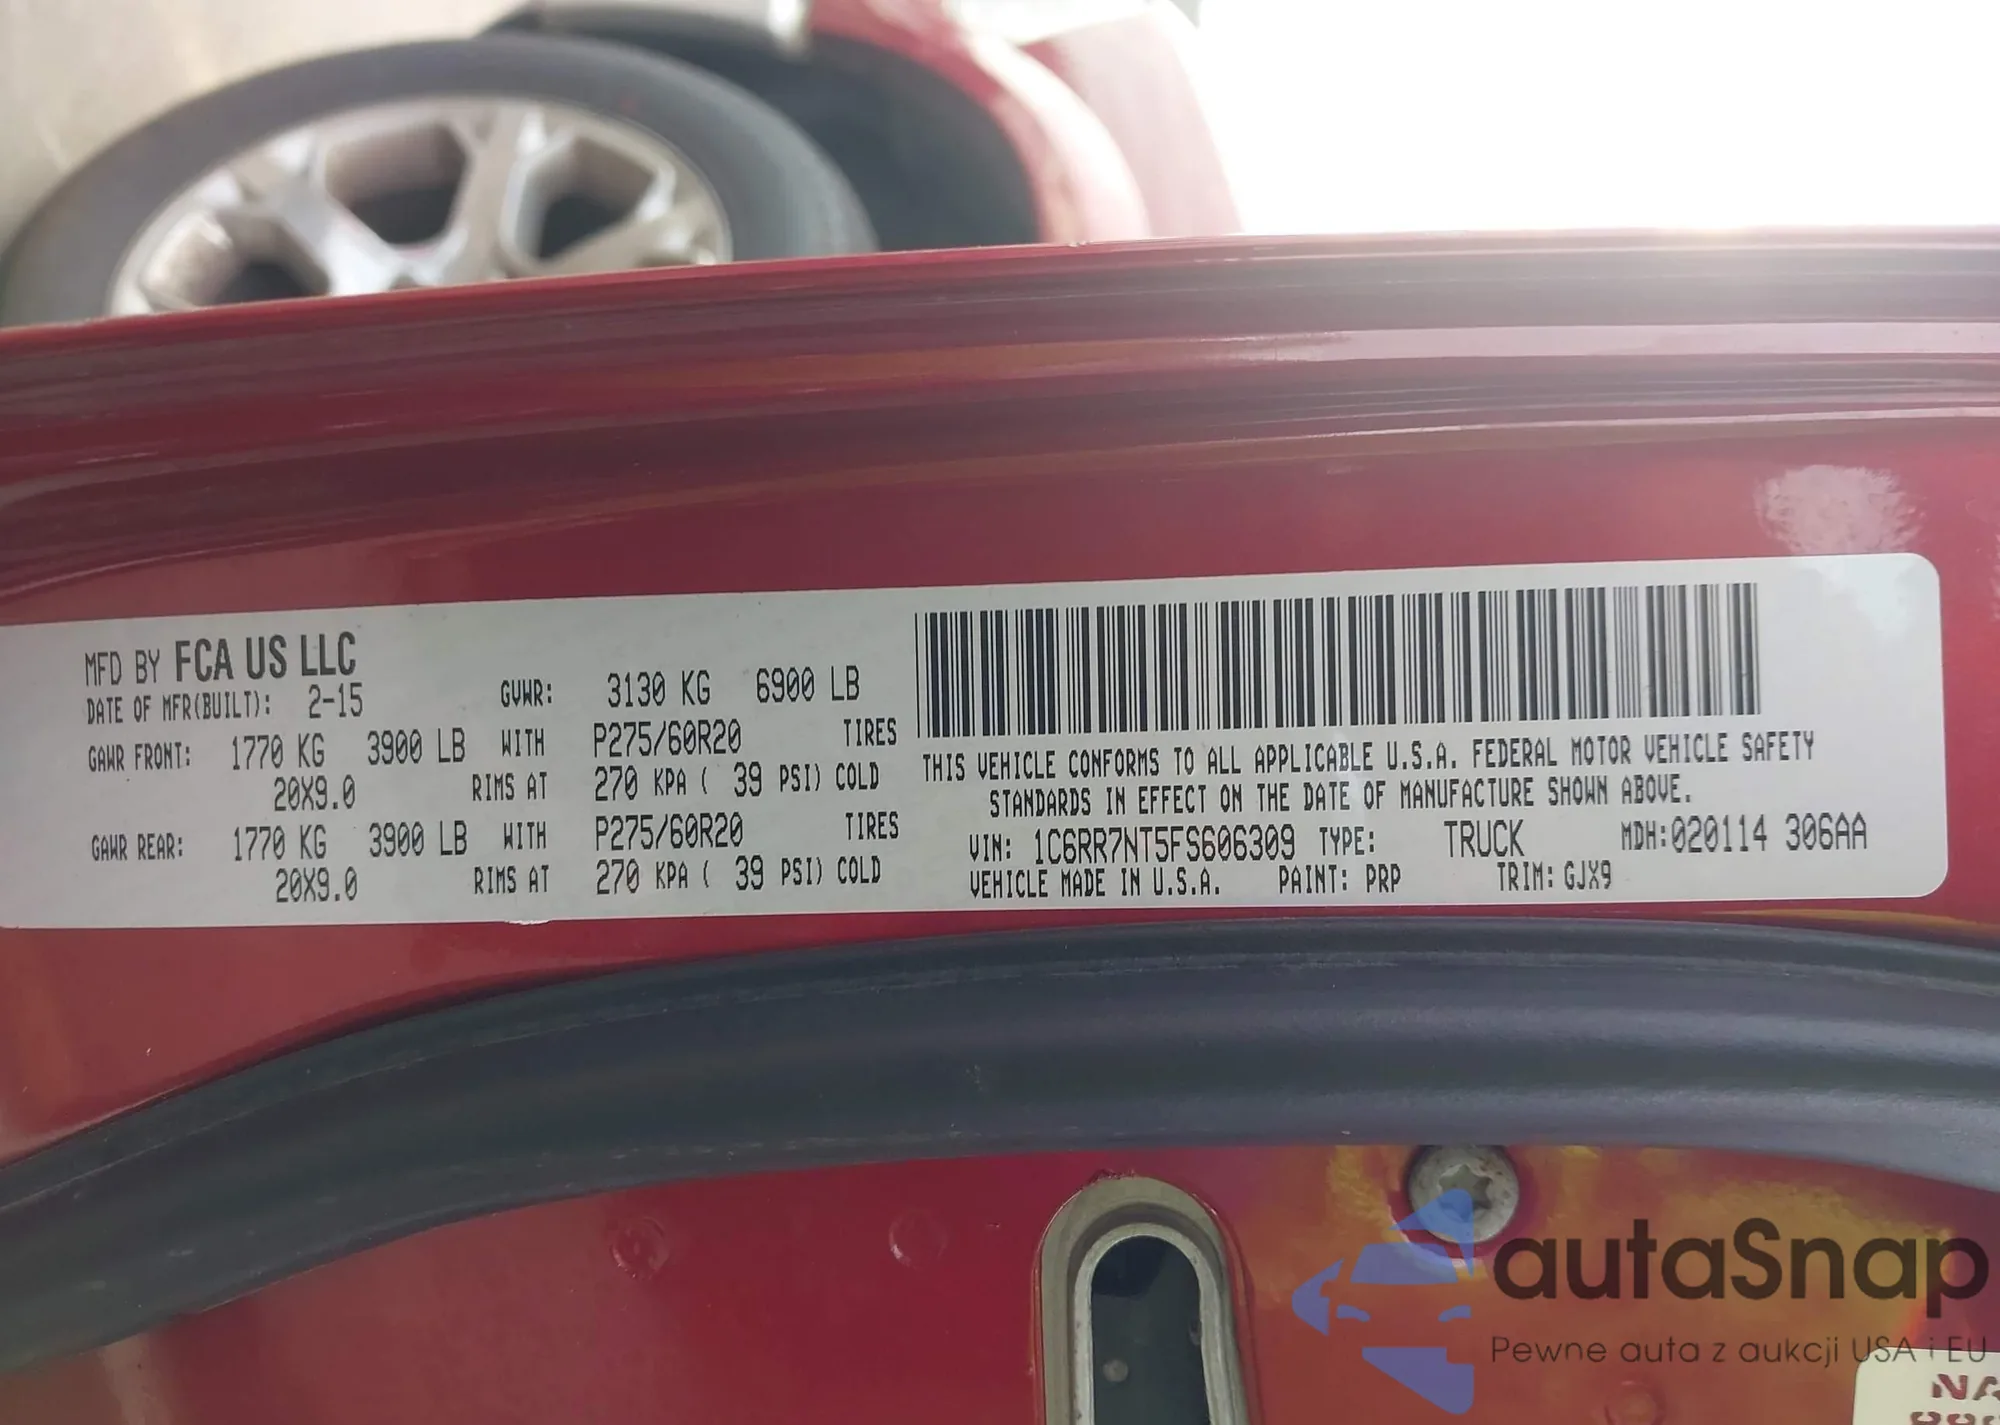 MFD BY FCA US LLC
DATE OF MFR(BUILT): 2-15 GVWR: 3130 KG 6900 LB
GAWR FRONT: 1770 KG 3900 LB WITH P275/60R20 TIRES
20X9.0 RIMS AT 270 KPA ( 39 PSI) COLD
GAWR REAR: 1770 KG 3900 LB WITH P275/60R20 TIRES
20X9.0 RIMS AT 270 KPA ( 39 PSI) COLD
THIS VEHICLE CONFORMS TO ALL APPLICABLE U.S.A. FEDERAL MOTOR VEHICLE SAFETY
STANDARDS IN EFFECT ON THE DATE OF MANUFACTURE SHOWN ABOVE.
VIN: 1C6RR7NT5FS606309 TYPE: TRUCK MDH:020114 306AA
VEHICLE MADE IN U.S.A. PAINT: PRP TRIM: GJX9
autaSnap
Pewne auta z aukcji USA i EU